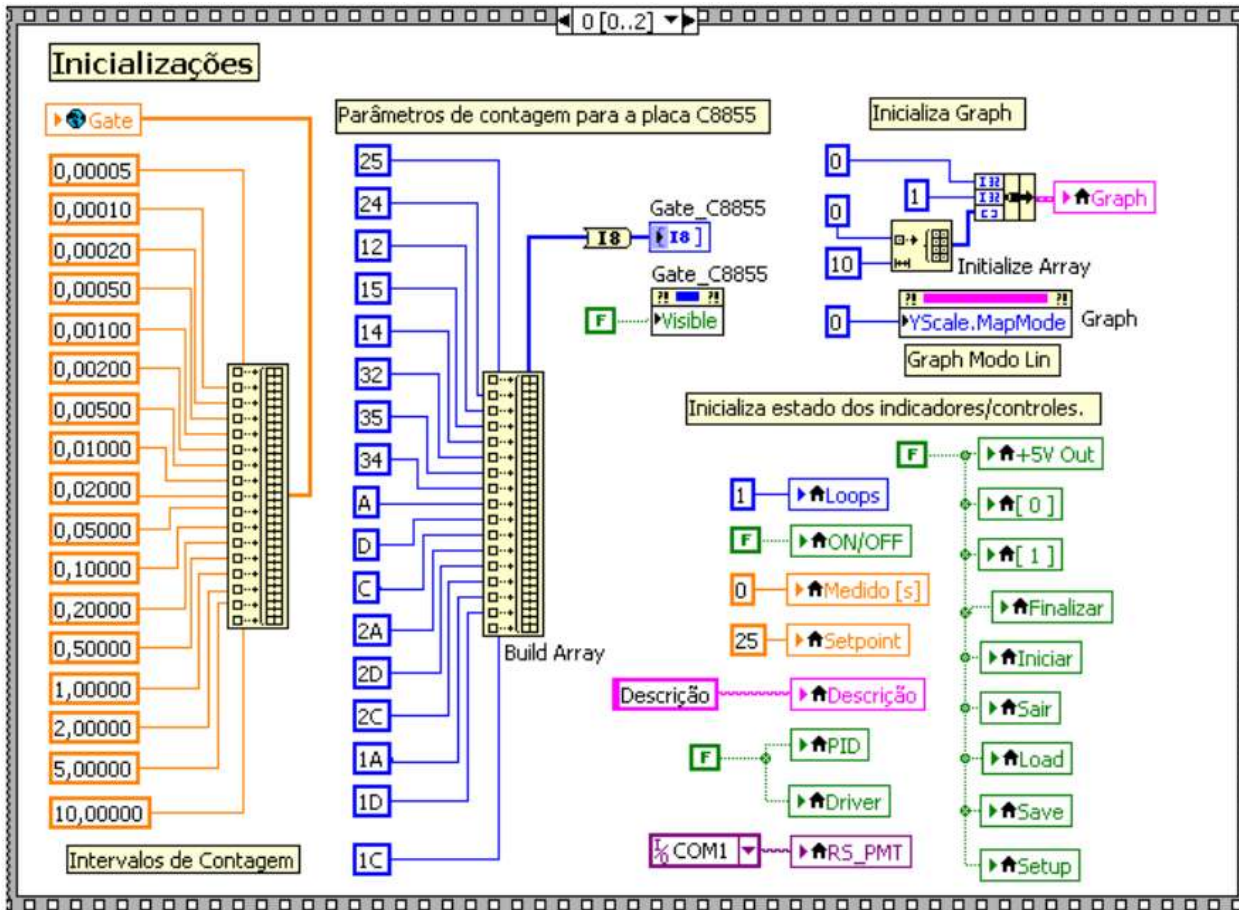 0 [0..2]
Inicializações
Gate
0,00005
0,00010
0,00020
0,00050
0,00100
0,00200
0,00500
0,01000
0,02000
0,05000
0,10000
0,20000
0,50000
1,00000
2,00000
5,00000
10,00000
Intervalos de Contagem
Parâmetros de contagem para a placa C8855
25
24
12
15
14
32
35
34
A
D
C
2A
2D
2C
1A
1D
1C
Build Array
I8
Gate_C8855
I8
Gate_C8855
?! ?!
F
Visible
Inicializa Graph
0
1
0
10
I32
I32
Graph
Initialize Array
?! ?!
0
YScale.MapMode
Graph
Graph Modo Lin
Inicializa estado dos indicadores/controles.
1
Loops
F
ON/OFF
0
Medido [s]
25
Setpoint
Descrição
Descrição
F
PID
Driver
I/O COM1
RS_PMT
F
+5V Out
[ 0 ]
[ 1 ]
Finalizar
Iniciar
Sair
Load
Save
Setup